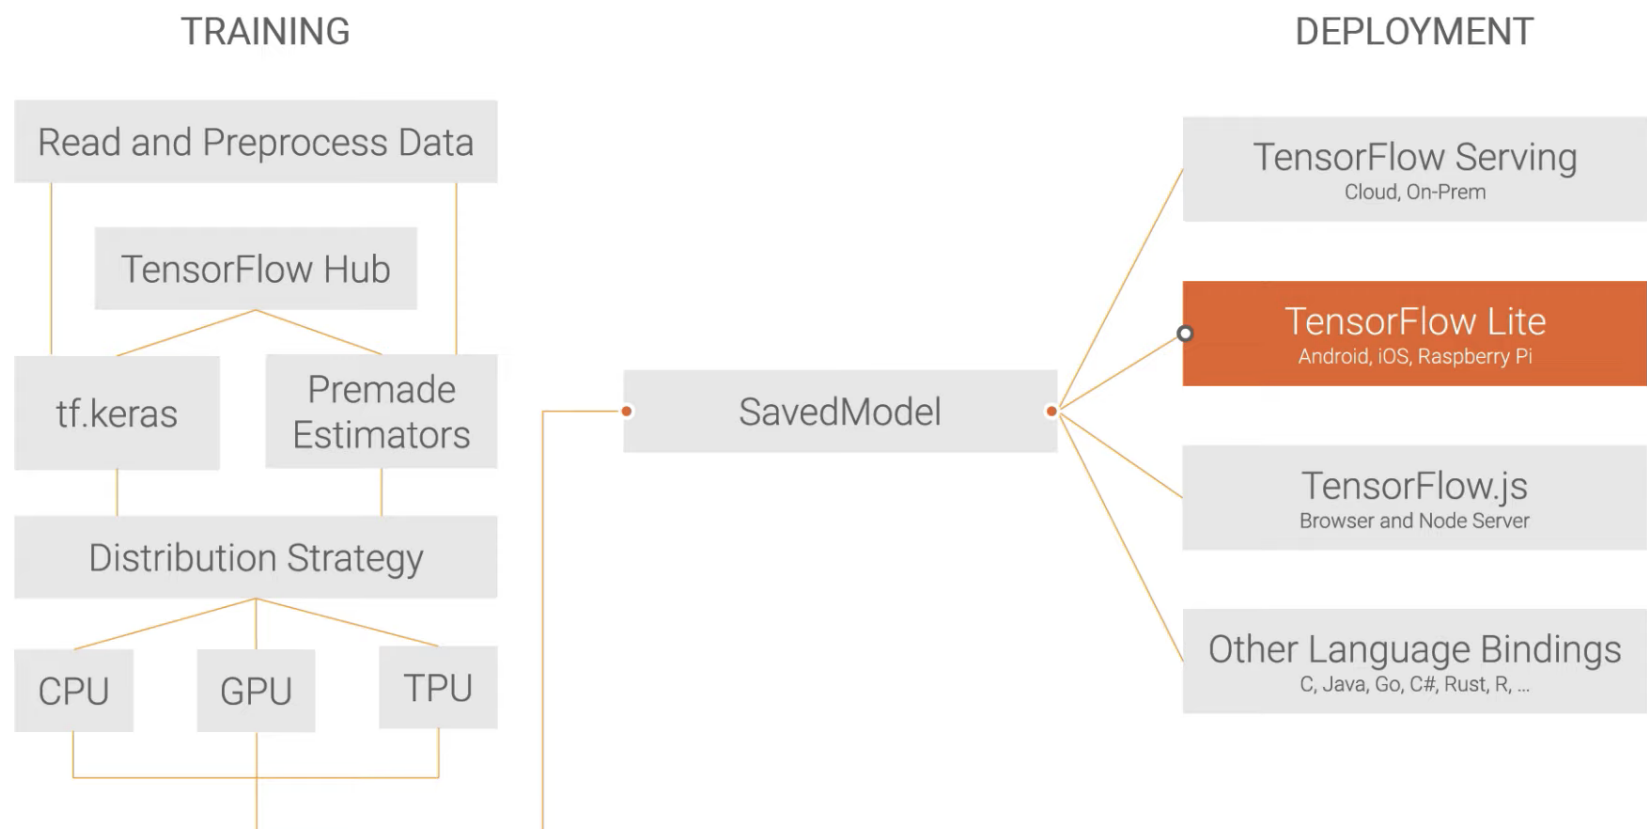 TRAINING
Read and Preprocess Data
TensorFlow Hub
tf.keras
Premade
Estimators
Distribution Strategy
CPU
GPU
TPU
SavedModel
DEPLOYMENT
TensorFlow Serving
Cloud, On-Prem
TensorFlow Lite
Android, iOS, Raspberry Pi
TensorFlow.js
Browser and Node Server
Other Language Bindings
C, Java, Go, C#, Rust, R, ...